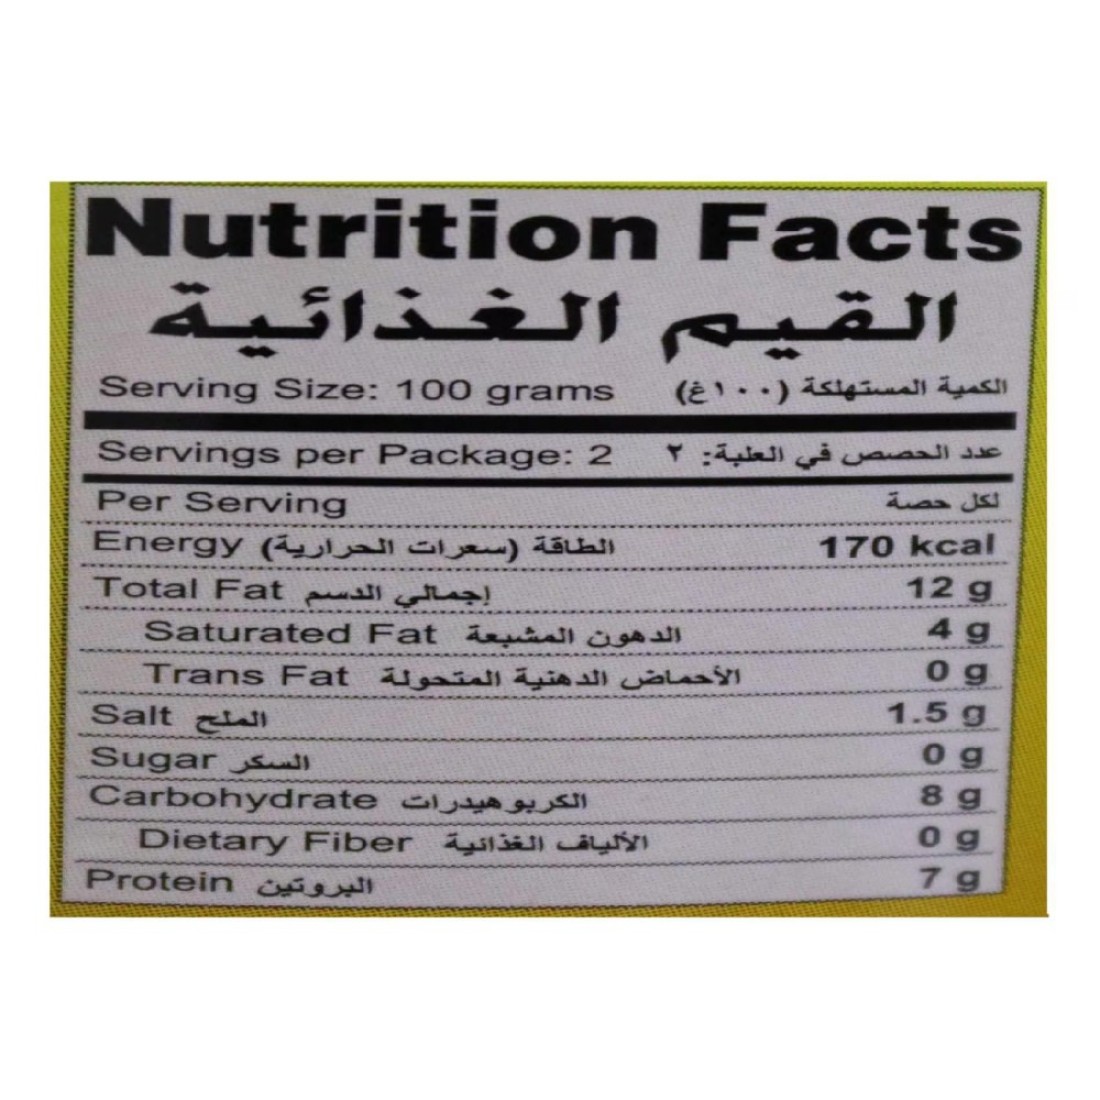 Nutrition Facts
القيم الغذائية
Serving Size: 100 grams الكمية المستهلكة (١٠٠غ)
Servings per Package: 2 عدد الحصص في العلبة: ٢
Per Serving لكل حصة
Energy الطاقة (سعرات الحرارية) 170 kcal
Total Fat إجمالي الدسم 12 g
Saturated Fat الدهون المشبعة 4 g
Trans Fat الأحماض الدهنية المتحولة 0 g
Salt الملح 1.5 g
Sugar السكر 0 g
Carbohydrate الكربوهيدرات 8 g
Dietary Fiber الألياف الغذائية 0 g
Protein البروتين 7 g